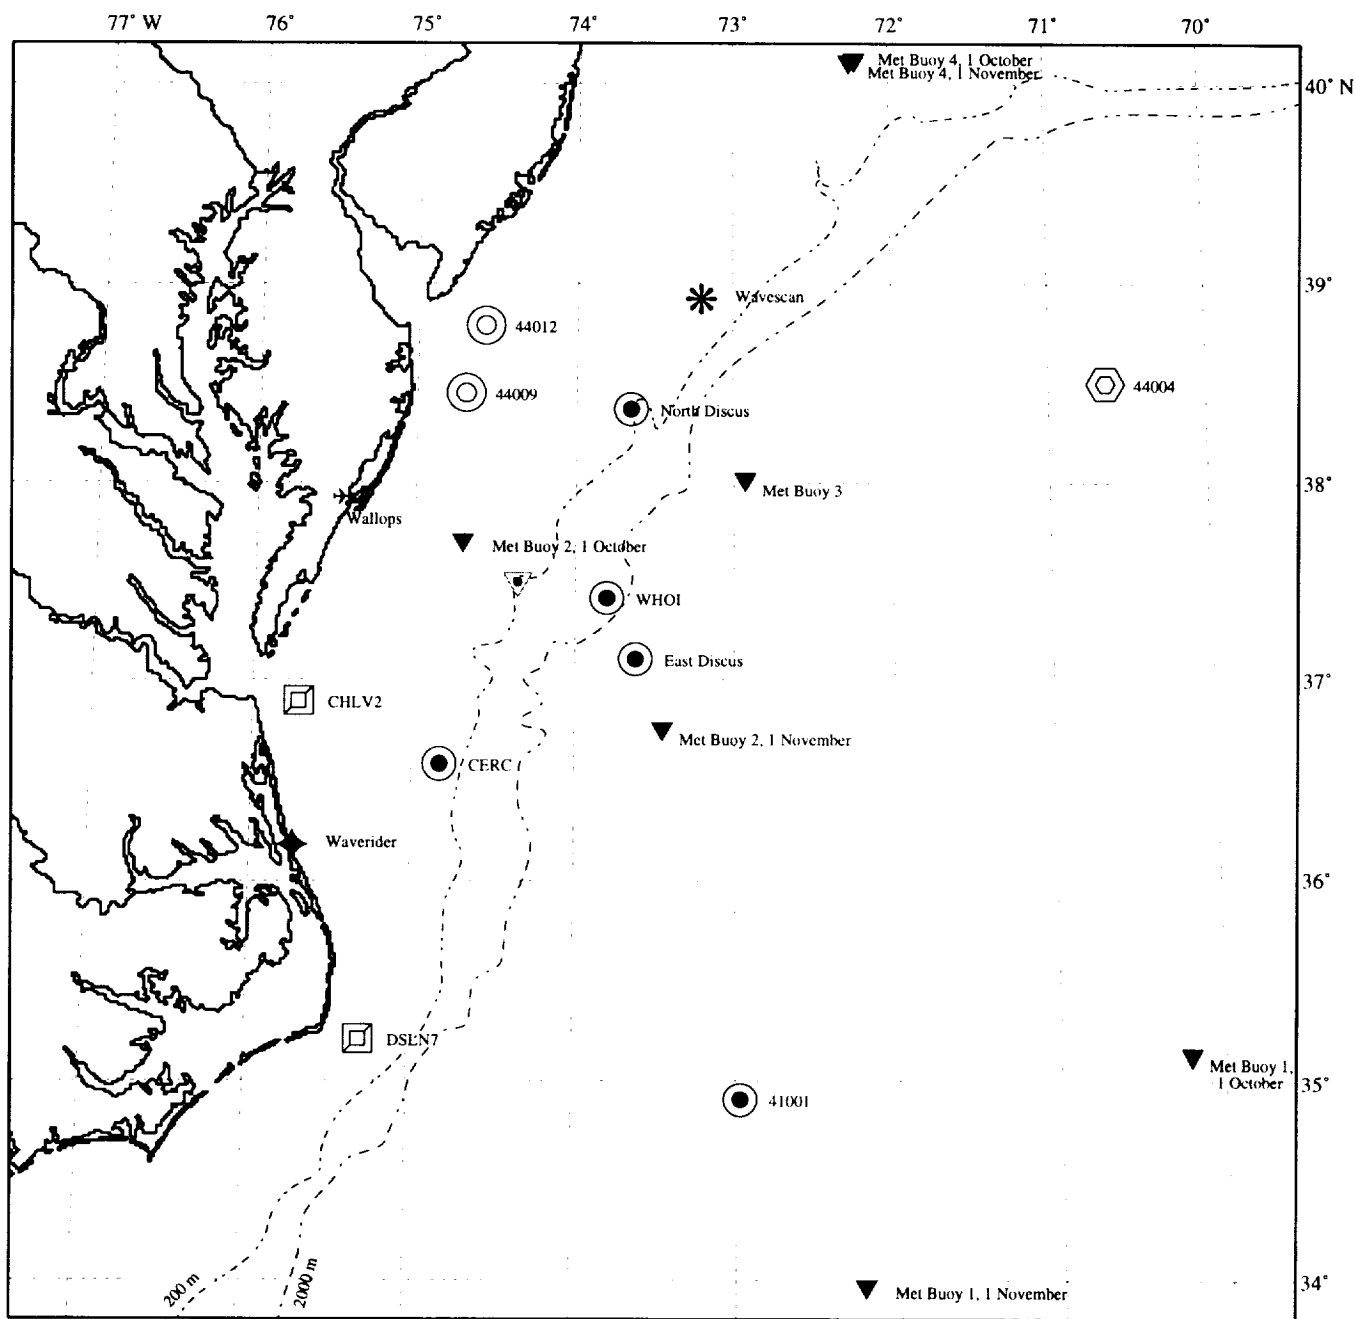 77° W 76° 75° 74° 73° 72° 71° 70°
Met Buoy 4, 1 October
Met Buoy 4, 1 November
40° N
39°
Wavescan
44012
44004
44009
North Discus
38°
Met Buoy 3
Wallops
Met Buoy 2, 1 October
WHOI
East Discus
37°
CHLV2
Met Buoy 2, 1 November
CERC
Waverider
36°
DSLN7
Met Buoy 1,
1 October
35°
41001
200 m
2000 m
34°
Met Buoy 1, 1 November